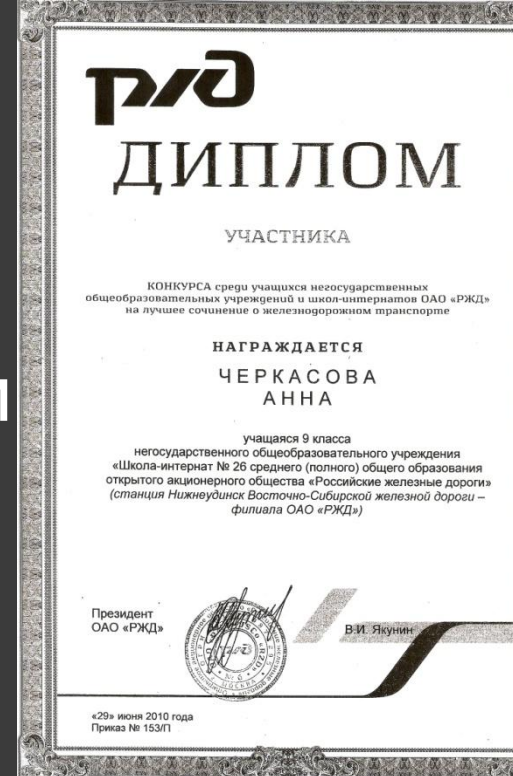 ржд
ДИПЛОМ
УЧАСТНИКА
КОНКУРСА среди учащихся негосударственных
общеобразовательных учреждений и школ-интернатов ОАО «РЖД»
на лучшее сочинение о железнодорожном транспорте
НАГРАЖДАЕТСЯ
ЧЕРКАСОВА
АННА
учащаяся 9 класса
негосударственного общеобразовательного учреждения
«Школа-интернат № 26 среднего (полного) общего образования
открытого акционерного общества «Российские железные дороги»
(станция Нижнеудинск Восточно-Сибирской железной дороги –
филиала ОАО «РЖД»)
Президент
ОАО «РЖД»
В.И. Якунин
«29» июня 2010 года
Приказ № 153/П